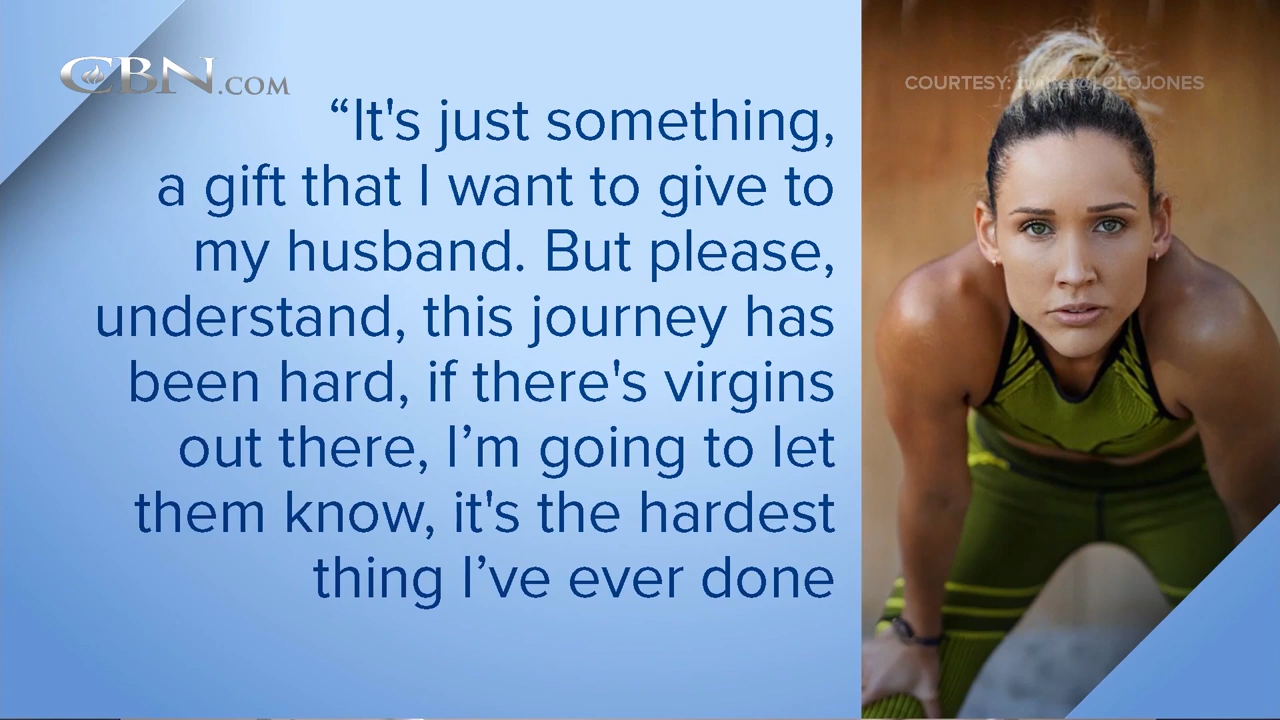 CBN.COM
COURTESY: twitter@LOLOJONES
“It's just something,
a gift that I want to give to
my husband. But please,
understand, this journey has
been hard, if there's virgins
out there, I’m going to let
them know, it's the hardest
thing I’ve ever done